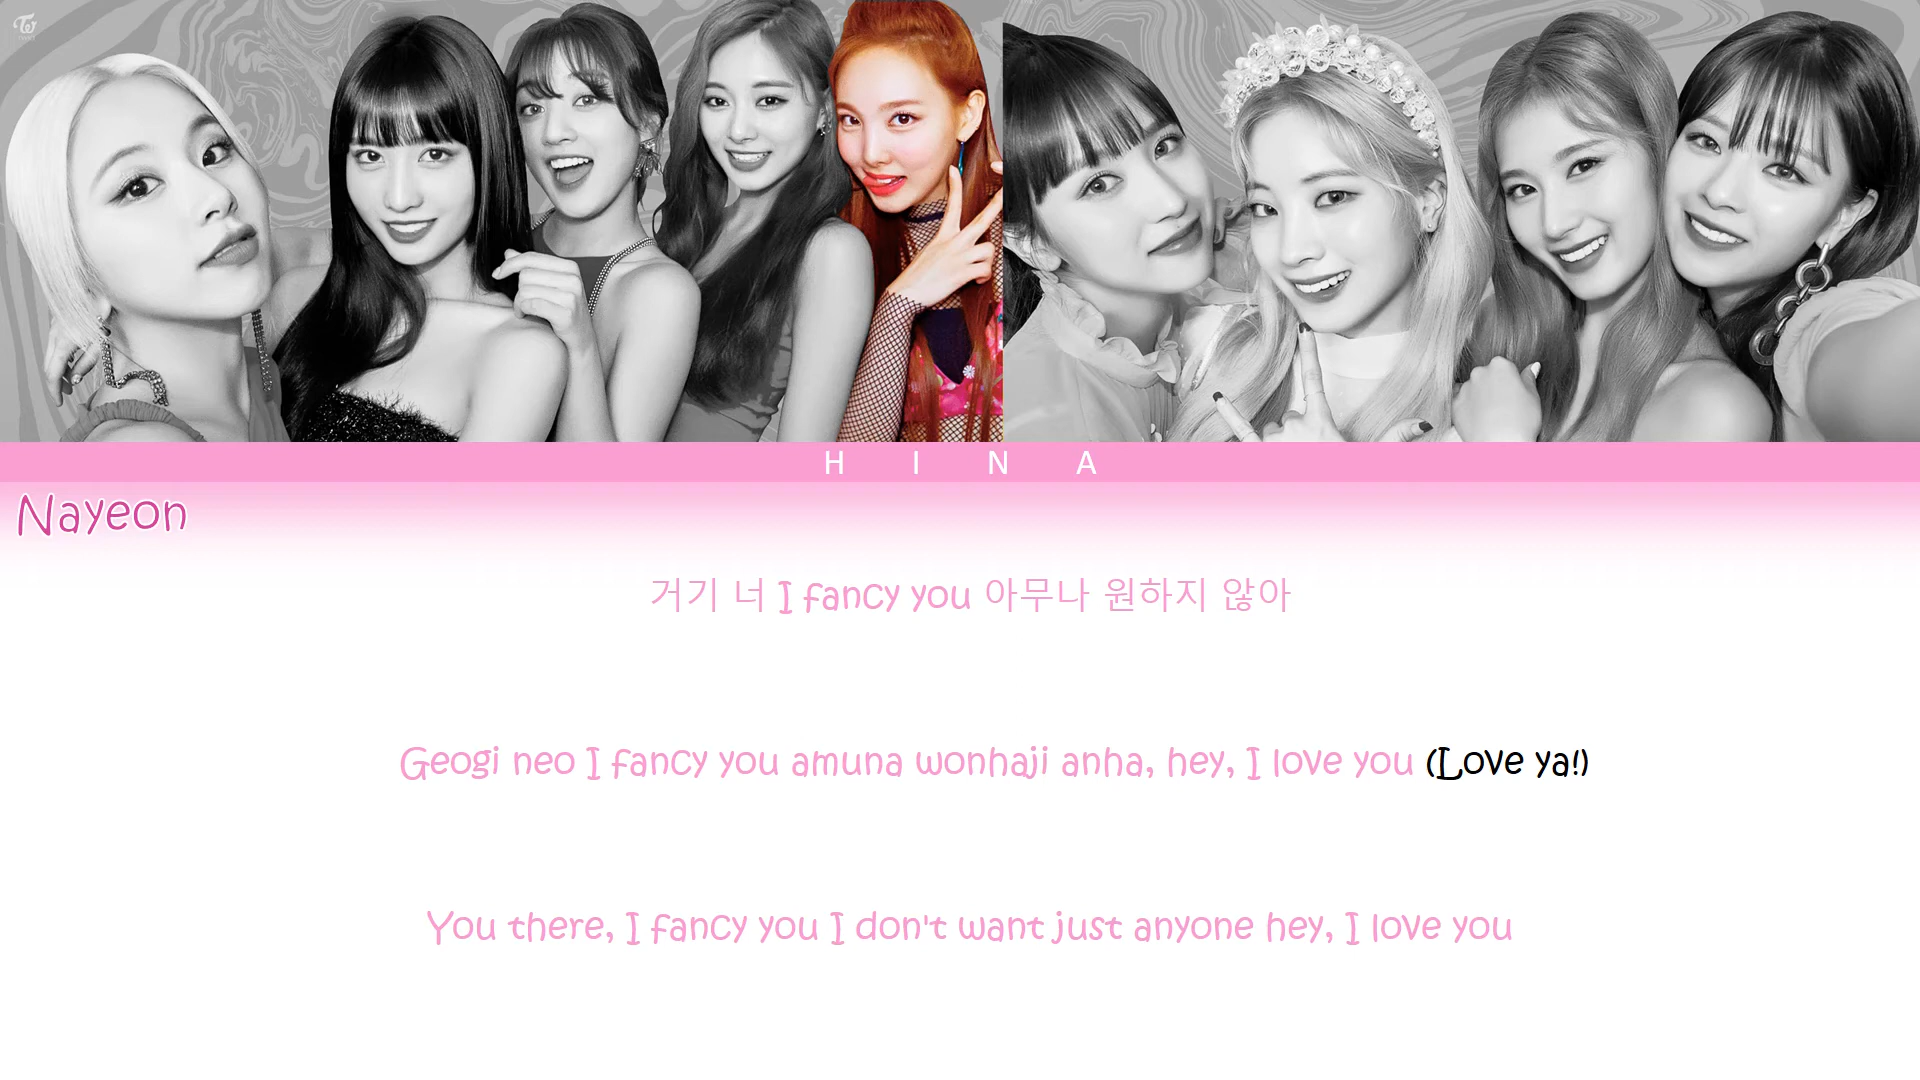 H I N A
Nayeon
거기 너 I fancy you 아무나 원하지 않아
Geogi neo I fancy you amuna wonhaji anha, hey, I love you (Love ya!)
You there, I fancy you I don't want just anyone hey, I love you